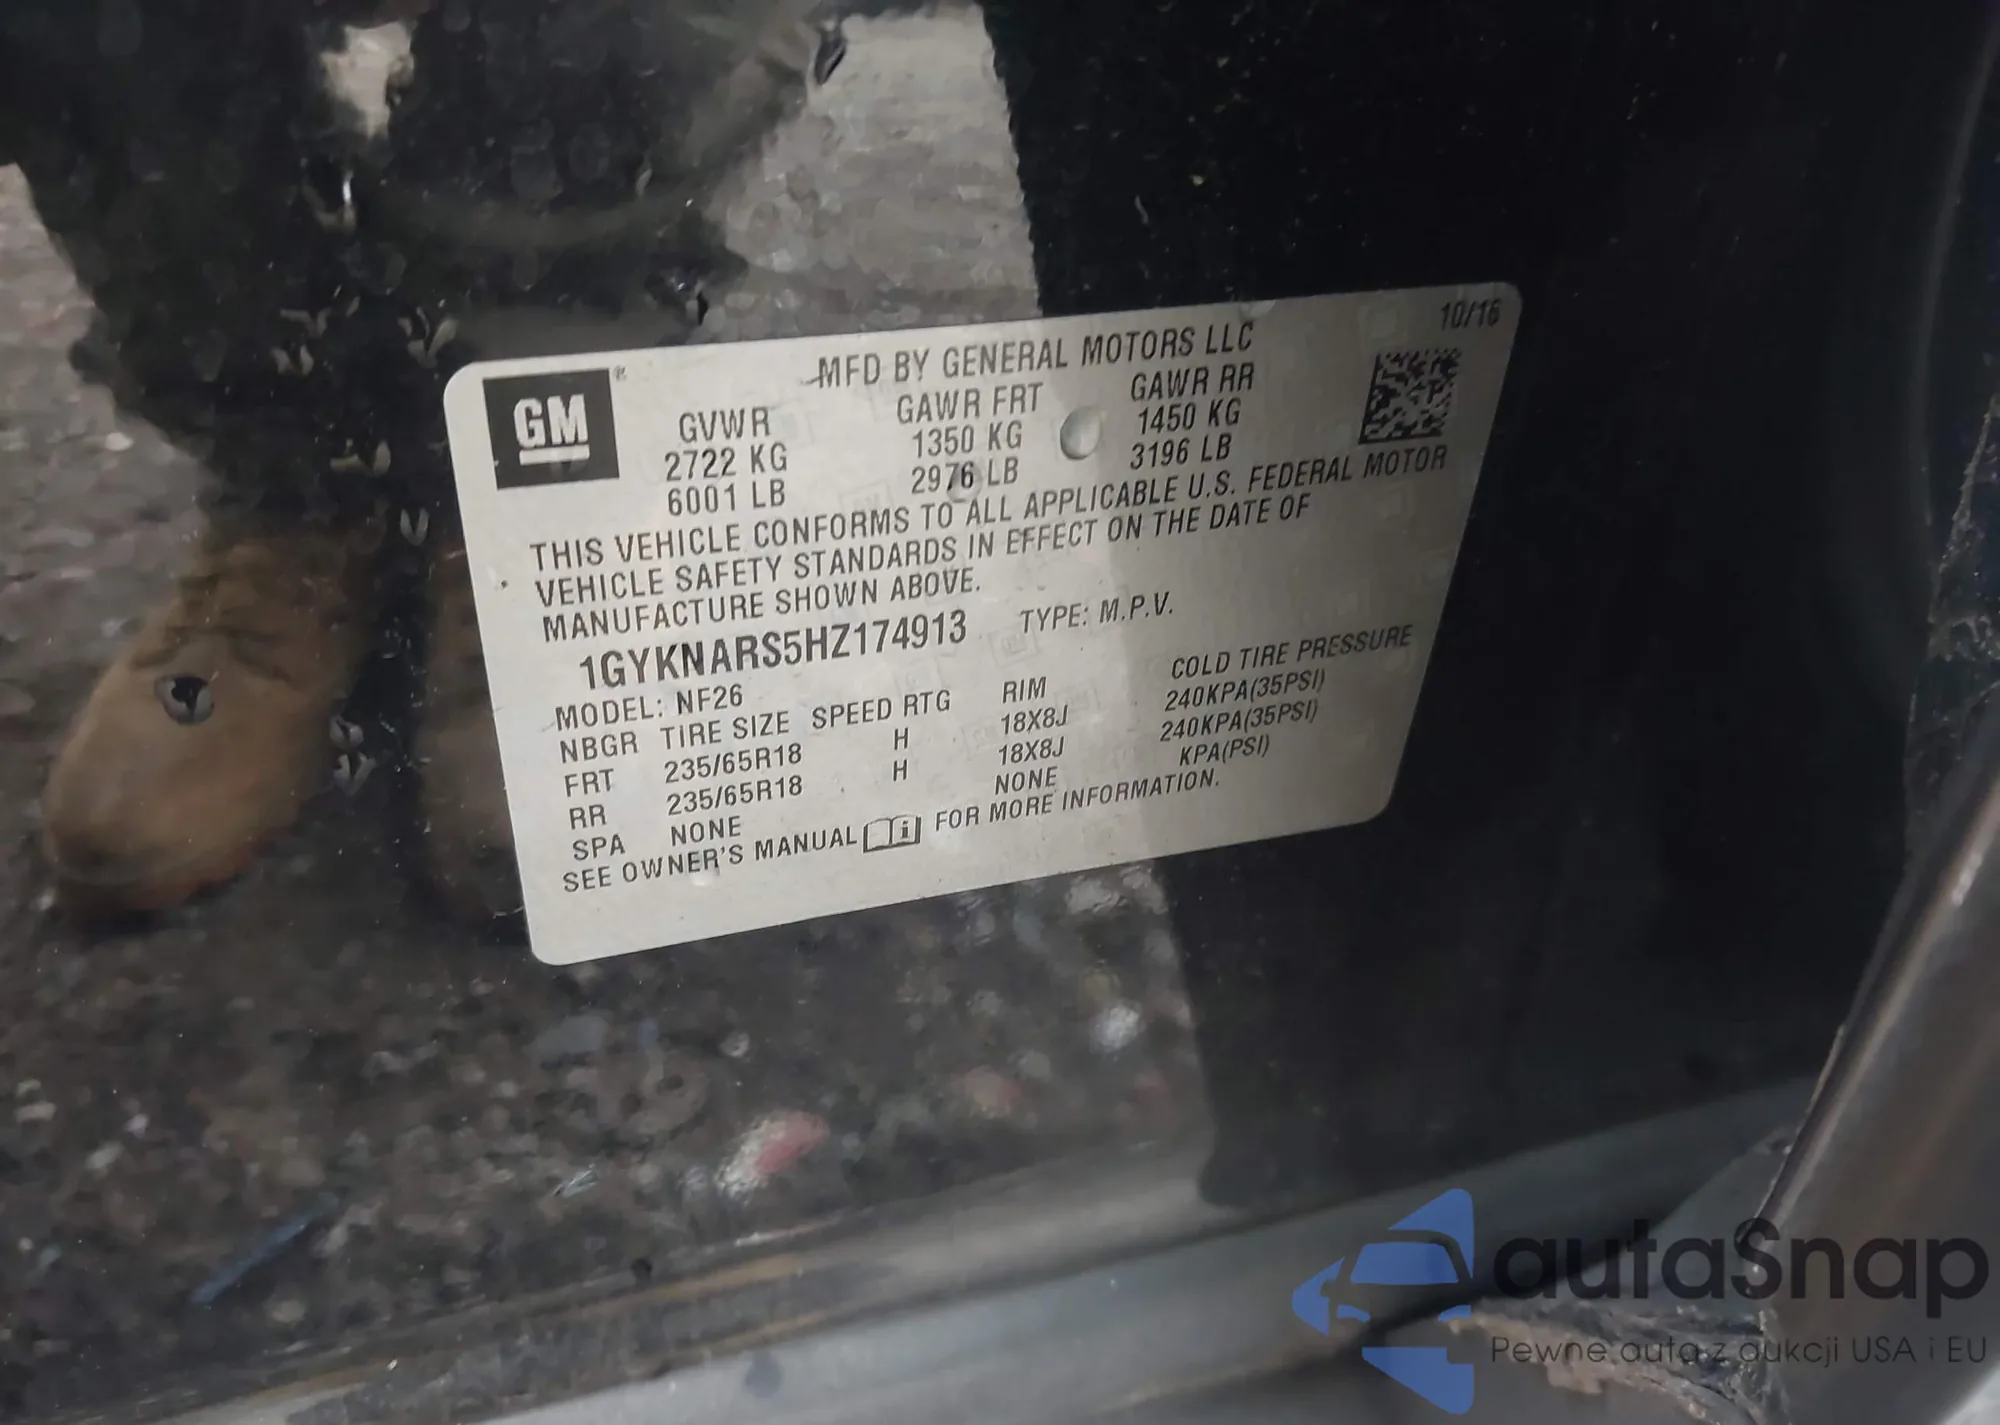 10/16
GM®
MFD BY GENERAL MOTORS LLC
GVWR GAWR FRT GAWR RR
2722 KG 1350 KG 1450 KG
6001 LB 2976 LB 3196 LB
THIS VEHICLE CONFORMS TO ALL APPLICABLE U.S. FEDERAL MOTOR
VEHICLE SAFETY STANDARDS IN EFFECT ON THE DATE OF
MANUFACTURE SHOWN ABOVE.
1GYKNARS5HZ174913 TYPE: M.P.V.
MODEL: NF26
NBGR TIRE SIZE SPEED RTG RIM COLD TIRE PRESSURE
FRT 235/65R18 H 18X8J 240KPA(35PSI)
RR 235/65R18 H 18X8J 240KPA(35PSI)
SPA NONE NONE KPA(PSI)
SEE OWNER'S MANUAL i FOR MORE INFORMATION.
autaSnap
Pewne auta z aukcji USA i EU